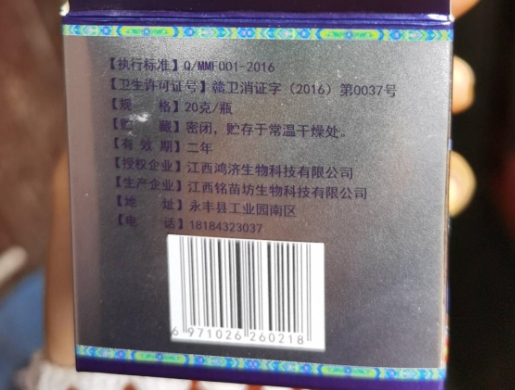 【执行标准】Q/MMF001-2016
【卫生许可证号】赣卫消证字（2016）第0037号
【规 格】20克/瓶
【贮 藏】密闭，贮存于常温干燥处。
【有 效 期】二年
【授权企业】江西鸿济生物科技有限公司
【生产企业】江西铭苗坊生物科技有限公司
【地 址】永丰县工业园南区
【电 话】18184323037
6 971026 260218